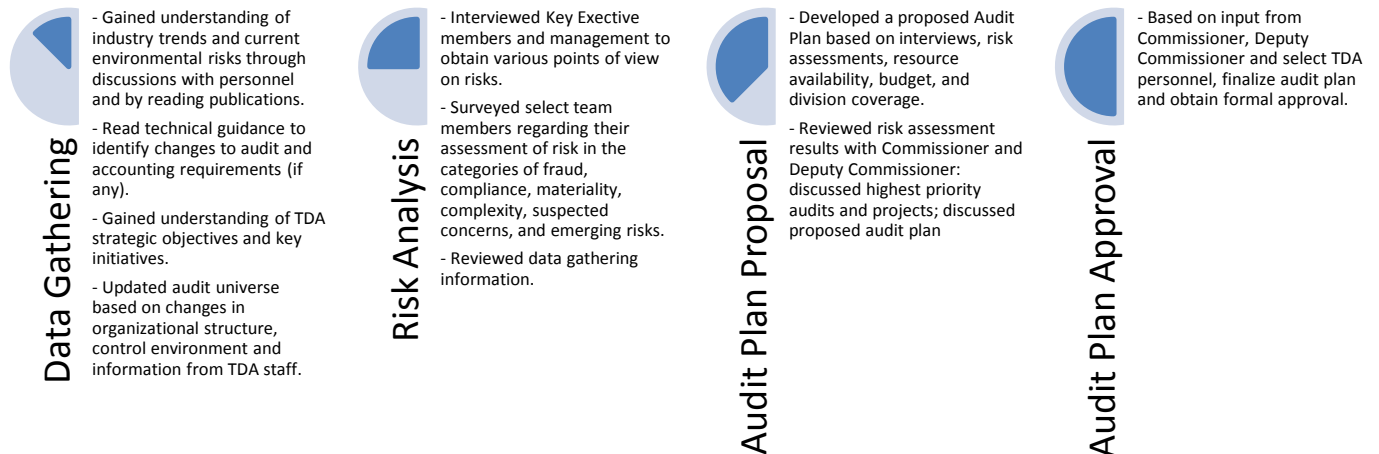 Data Gathering
- Gained understanding of
industry trends and current
environmental risks through
discussions with personnel
and by reading publications.
- Read technical guidance to
identify changes to audit and
accounting requirements (if
any).
- Gained understanding of TDA
strategic objectives and key
initiatives.
- Updated audit universe
based on changes in
organizational structure,
control environment and
information from TDA staff.
Risk Analysis
- Interviewed Key Exective
members and management to
obtain various points of view
on risks.
- Surveyed select team
members regarding their
assessment of risk in the
categories of fraud,
compliance, materiality,
complexity, suspected
concerns, and emerging risks.
- Reviewed data gathering
information.
Audit Plan Proposal
- Developed a proposed Audit
Plan based on interviews, risk
assessments, resource
availability, budget, and
division coverage.
- Reviewed risk assessment
results with Commissioner and
Deputy Commissioner:
discussed highest priority
audits and projects; discussed
proposed audit plan
Audit Plan Approval
- Based on input from
Commissioner, Deputy
Commissioner and select TDA
personnel, finalize audit plan
and obtain formal approval.